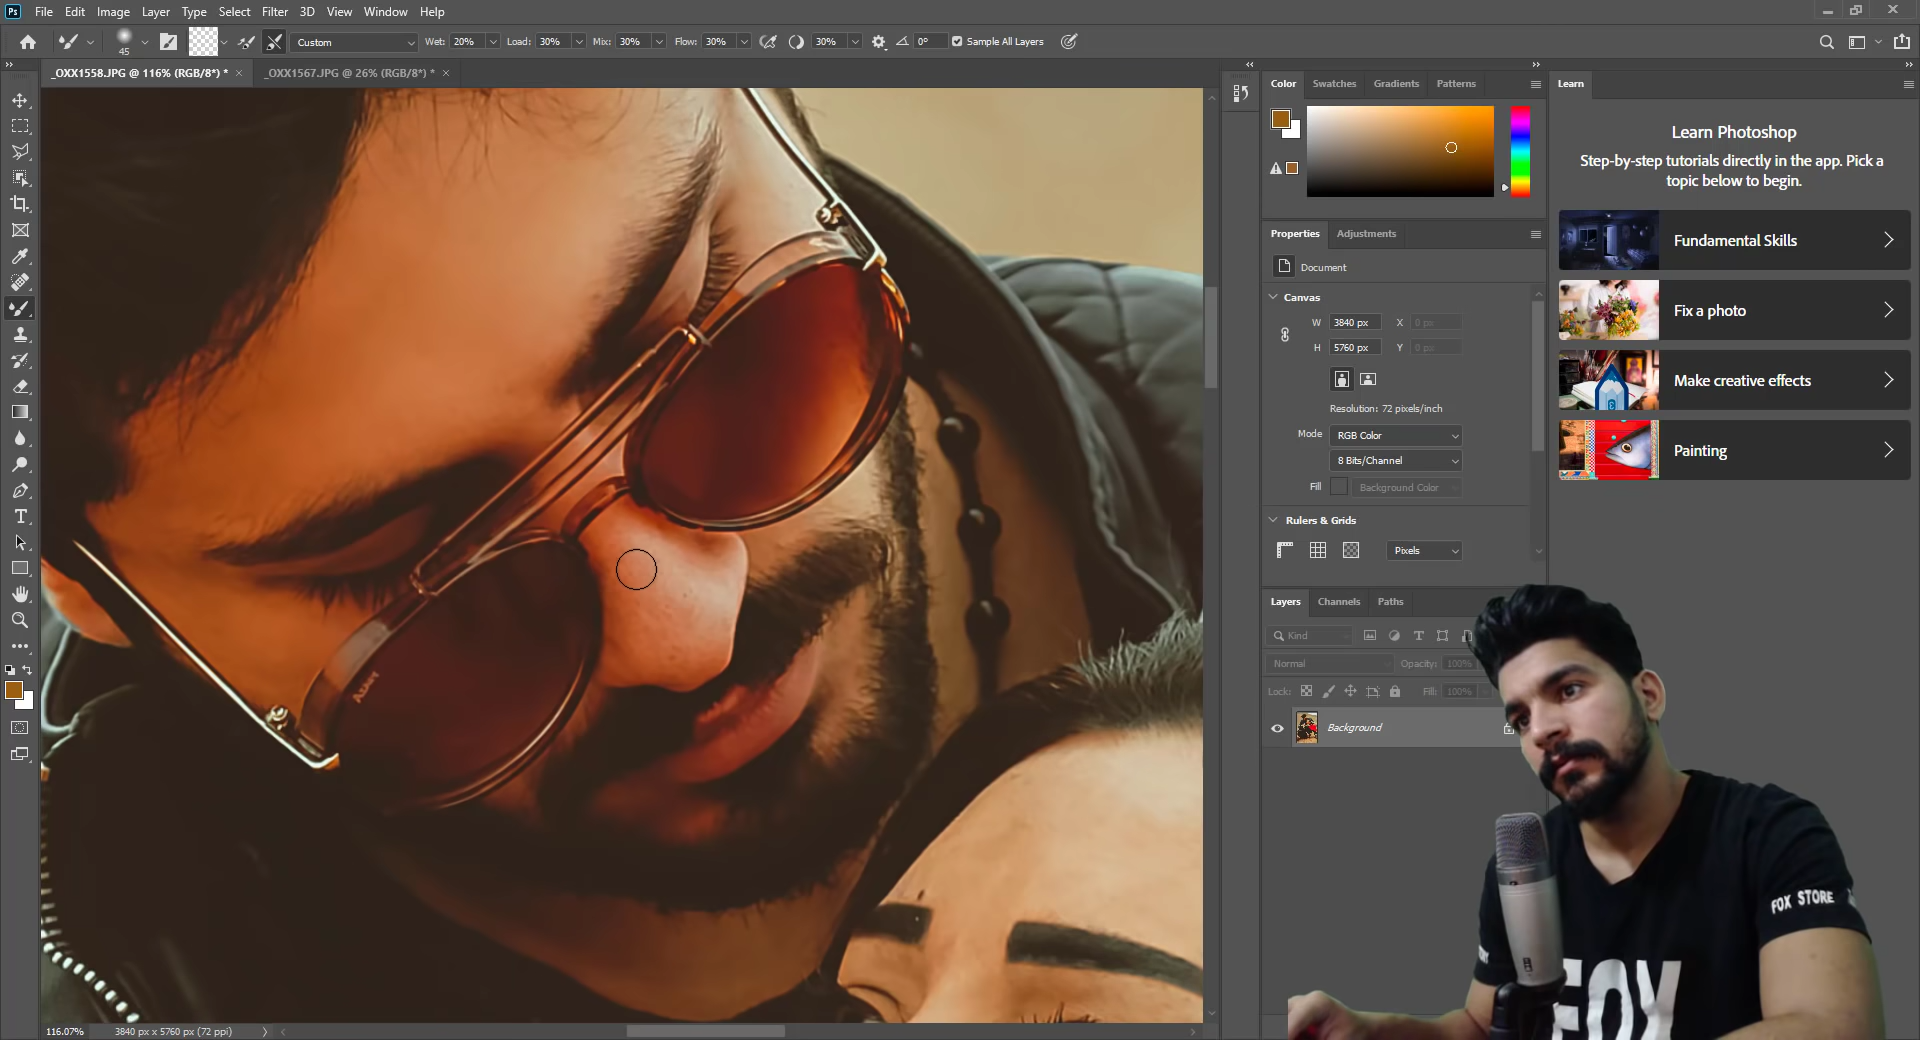 Ps File Edit Image Layer Type Select Filter 3D View Window Help
45 Custom Wet: 20% Load: 30% Mix: 30% Flow: 30% 30% 0° Sample All Layers
_OXX1558.JPG @ 116% (RGB/8*) * × _OXX1567.JPG @ 26% (RGB/8*) * ×
Color Swatches Gradients Patterns
Learn
Learn Photoshop
Step-by-step tutorials directly in the app. Pick a
topic below to begin.
Fundamental Skills
Fix a photo
Make creative effects
Painting
Properties Adjustments
Document
Canvas
W 3840 px X 0 px
H 5760 px Y 0 px
Resolution: 72 pixels/inch
Mode RGB Color
8 Bits/Channel
Fill Background Color
Rulers & Grids
Pixels
Layers Channels Paths
Kind
Normal Opacity: 100%
Lock: Fill: 100%
Background
FOX STORE
FOX
116.07% 3840 px x 5760 px (72 ppi)